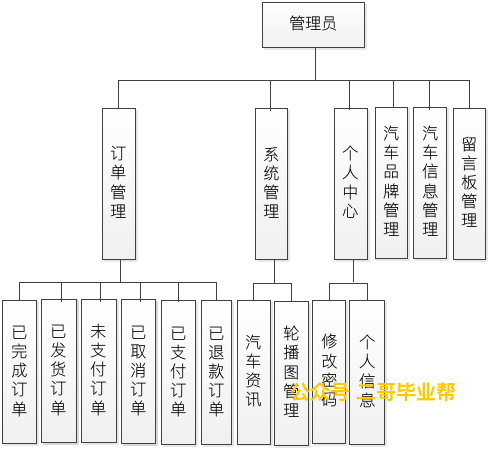 管理员
订单管理
系统管理
个人中心
汽车品牌管理
汽车信息管理
留言板管理
已完成订单
已发货订单
未支付订单
已取消订单
已支付订单
已退款订单
汽车资讯
轮播图管理
修改密码
个人信息
公众号 二哥毕业帮